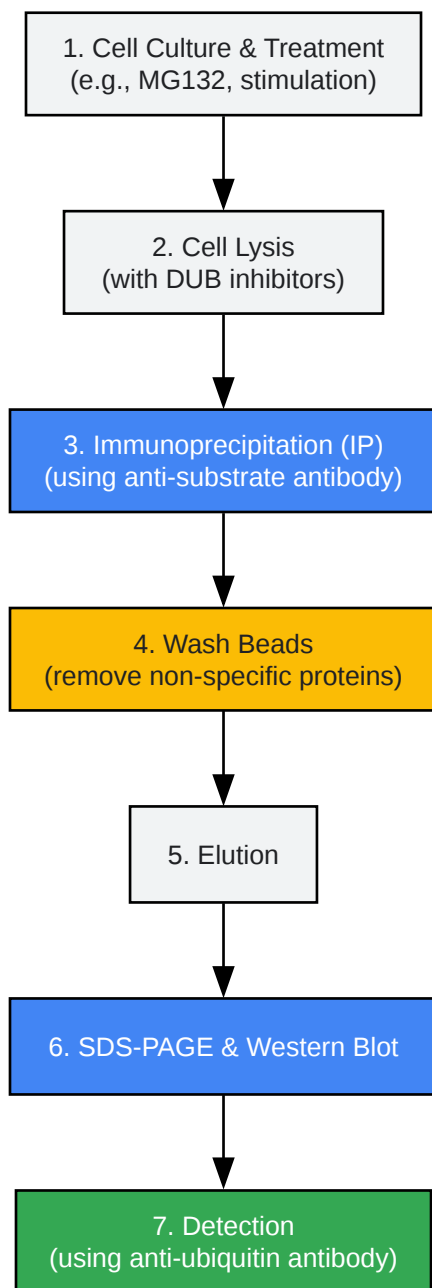 1. Cell Culture & Treatment
(e.g., MG132, stimulation)
2. Cell Lysis
(with DUB inhibitors)
3. Immunoprecipitation (IP)
(using anti-substrate antibody)
4. Wash Beads
(remove non-specific proteins)
5. Elution
6. SDS-PAGE & Western Blot
7. Detection
(using anti-ubiquitin antibody)